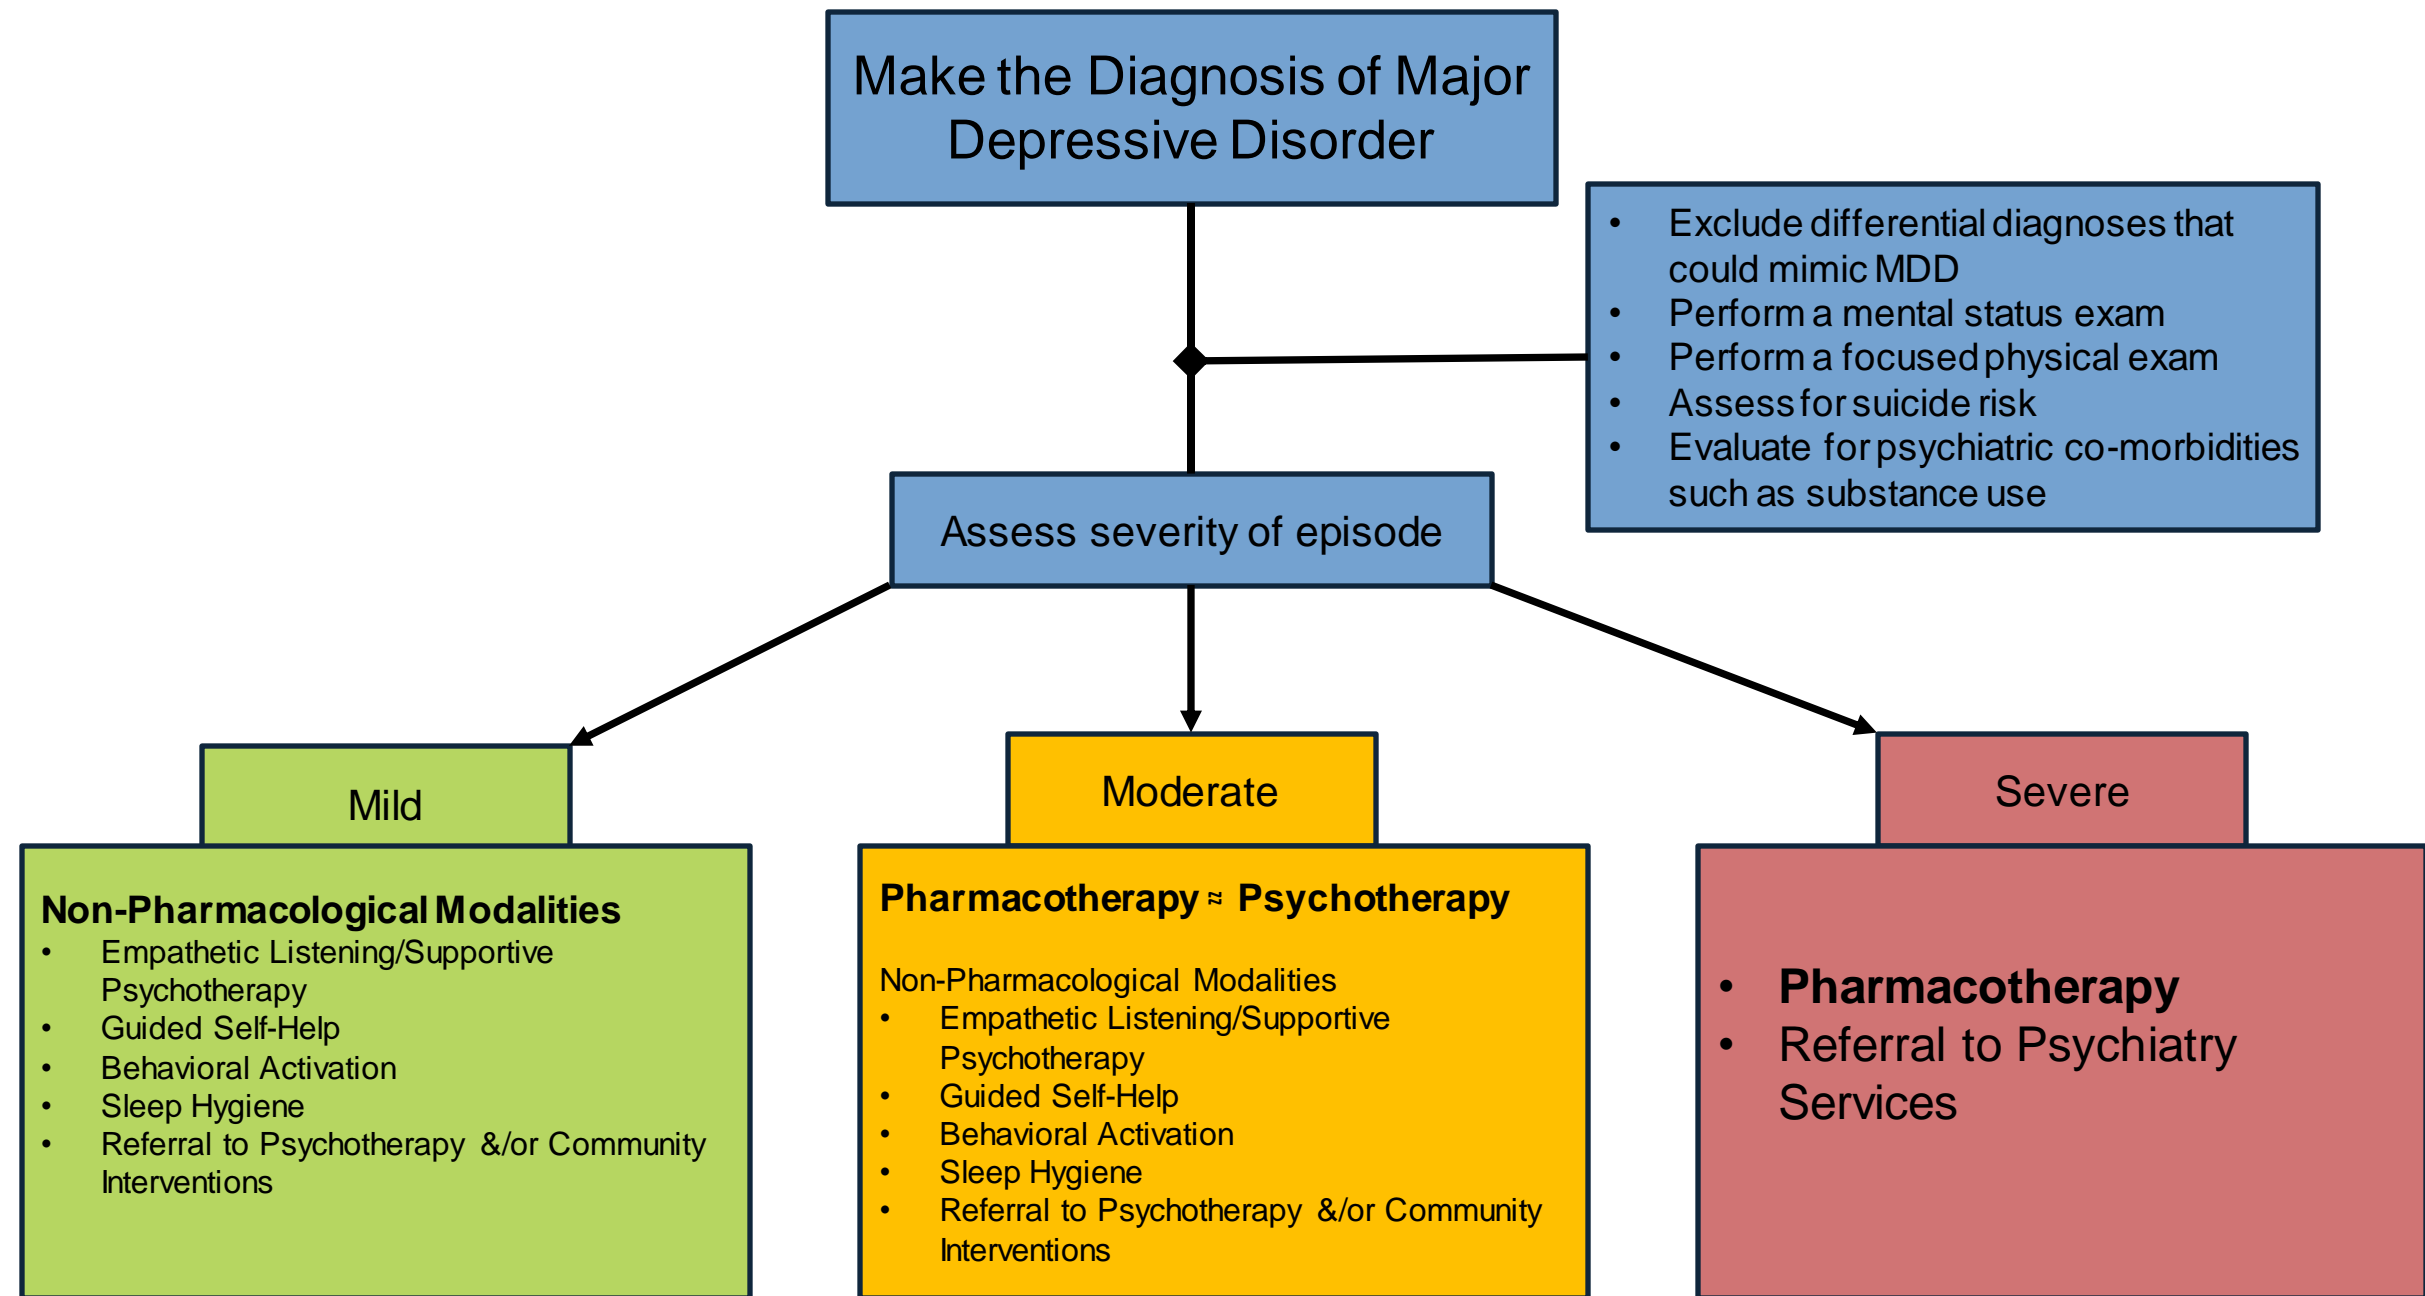 Make the Diagnosis of Major
Depressive Disorder
• Exclude differential diagnoses that
could mimic MDD
• Perform a mental status exam
• Perform a focused physical exam
• Assess for suicide risk
• Evaluate for psychiatric co-morbidities
such as substance use
Assess severity of episode
Mild
Non-Pharmacological Modalities
• Empathetic Listening/Supportive
Psychotherapy
• Guided Self-Help
• Behavioral Activation
• Sleep Hygiene
• Referral to Psychotherapy &/or Community
Interventions
Moderate
Pharmacotherapy ≈ Psychotherapy
Non-Pharmacological Modalities
• Empathetic Listening/Supportive
Psychotherapy
• Guided Self-Help
• Behavioral Activation
• Sleep Hygiene
• Referral to Psychotherapy &/or Community
Interventions
Severe
• Pharmacotherapy
• Referral to Psychiatry
Services